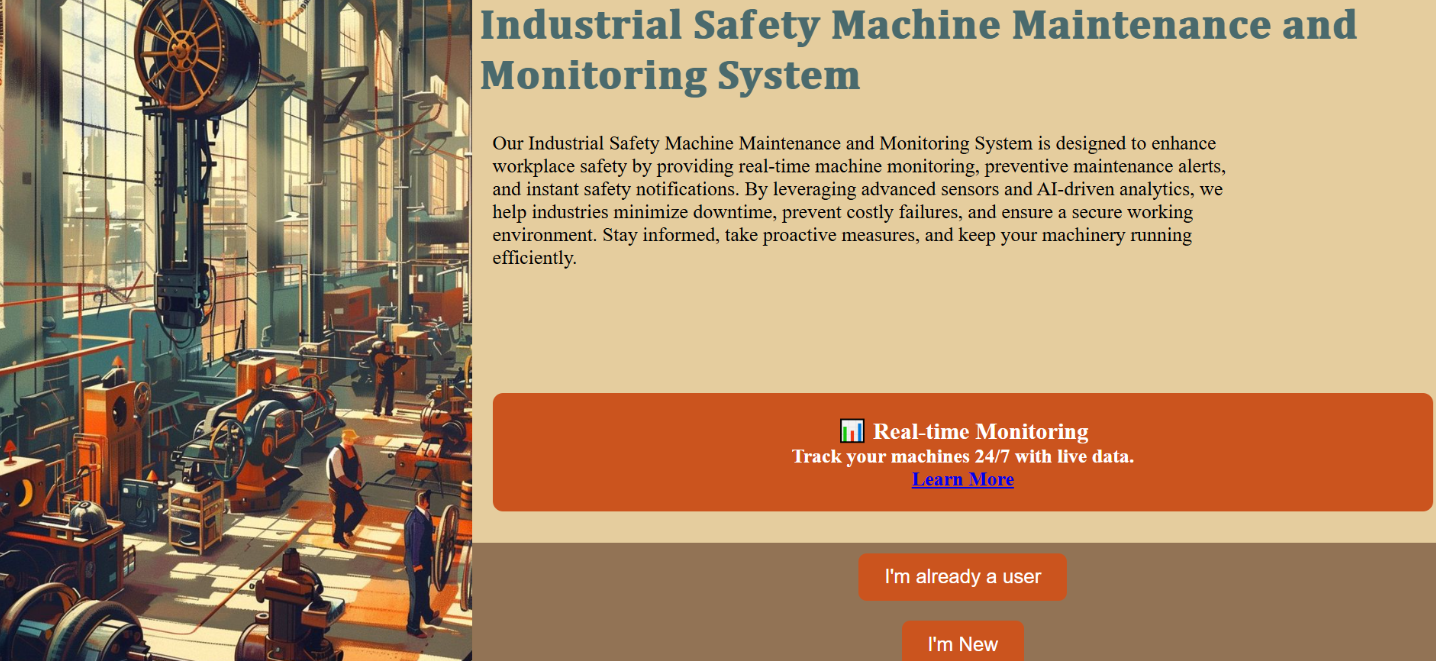 Industrial Safety Machine Maintenance and
Monitoring System
Our Industrial Safety Machine Maintenance and Monitoring System is designed to enhance
workplace safety by providing real-time machine monitoring, preventive maintenance alerts,
and instant safety notifications. By leveraging advanced sensors and AI-driven analytics, we
help industries minimize downtime, prevent costly failures, and ensure a secure working
environment. Stay informed, take proactive measures, and keep your machinery running
efficiently.
📊 Real-time Monitoring
Track your machines 24/7 with live data.
Learn More
I'm already a user
I'm New